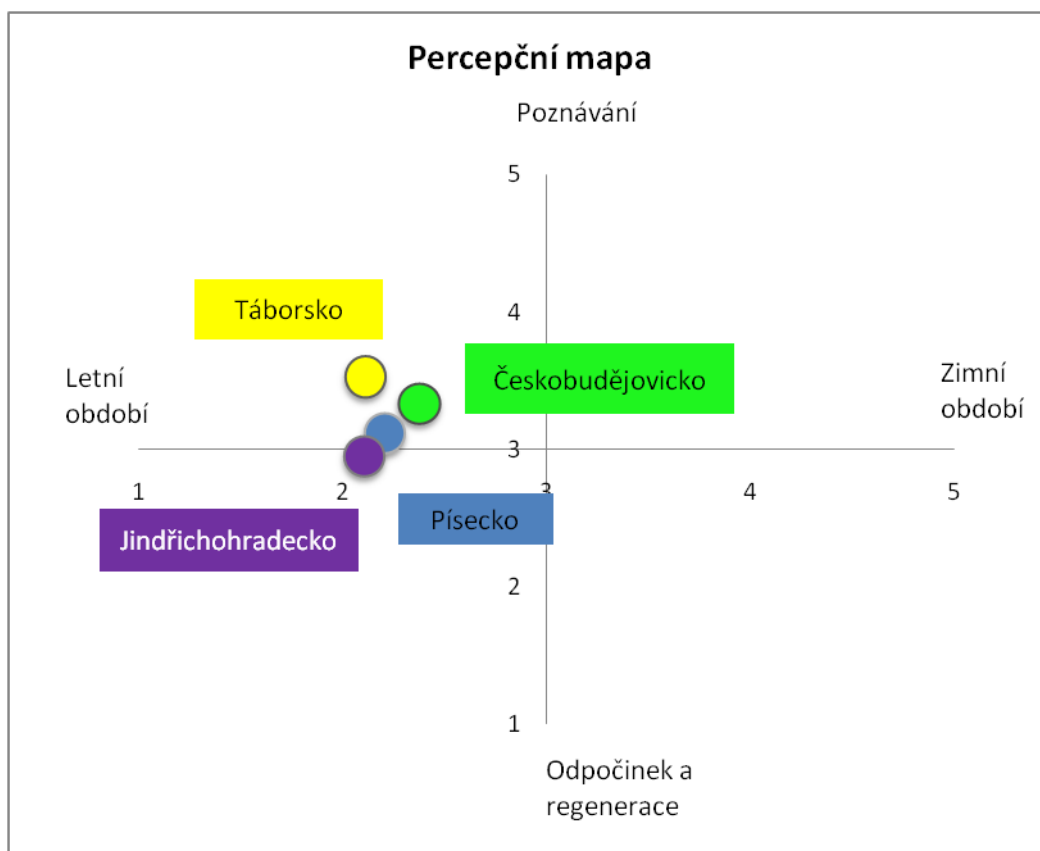 Percepční mapa
Poznávání
5
Táborsko
4
Letní
období
Českobudějovicko
Zimní
období
3
1
2
3
4
5
Jindřichohradecko
Písecko
2
1
Odpočinek a
regenerace